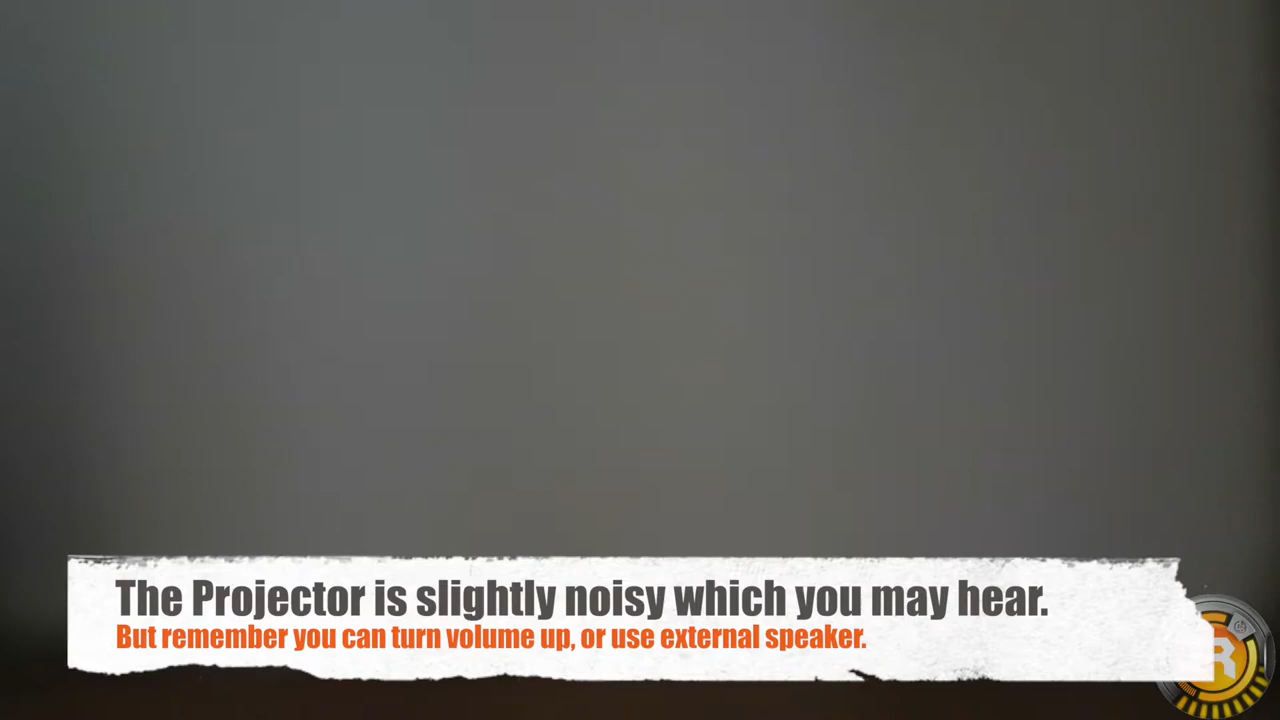 The Projector is slightly noisy which you may hear.
But remember you can turn volume up, or use external speaker.
R